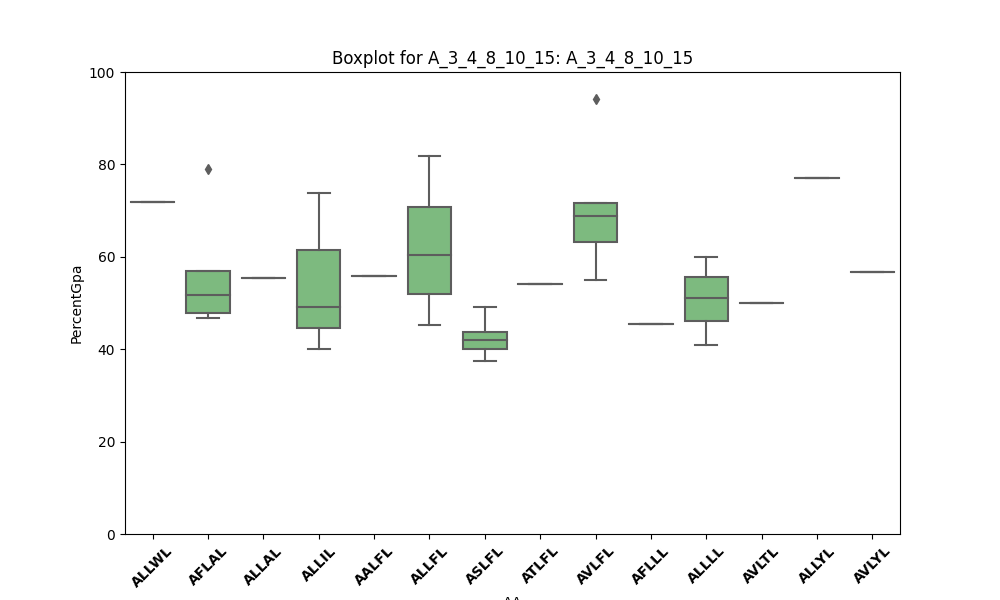 Boxplot for A_3_4_8_10_15: A_3_4_8_10_15
100
80
60
40
20
0
PercentGpa
ALLWL
AFLAL
ALLAL
ALLIL
AALFL
ALLFL
ASLFL
ATLFL
AVLFL
AFLLL
ALLLL
AVLTL
ALLYL
AVLYL
AA